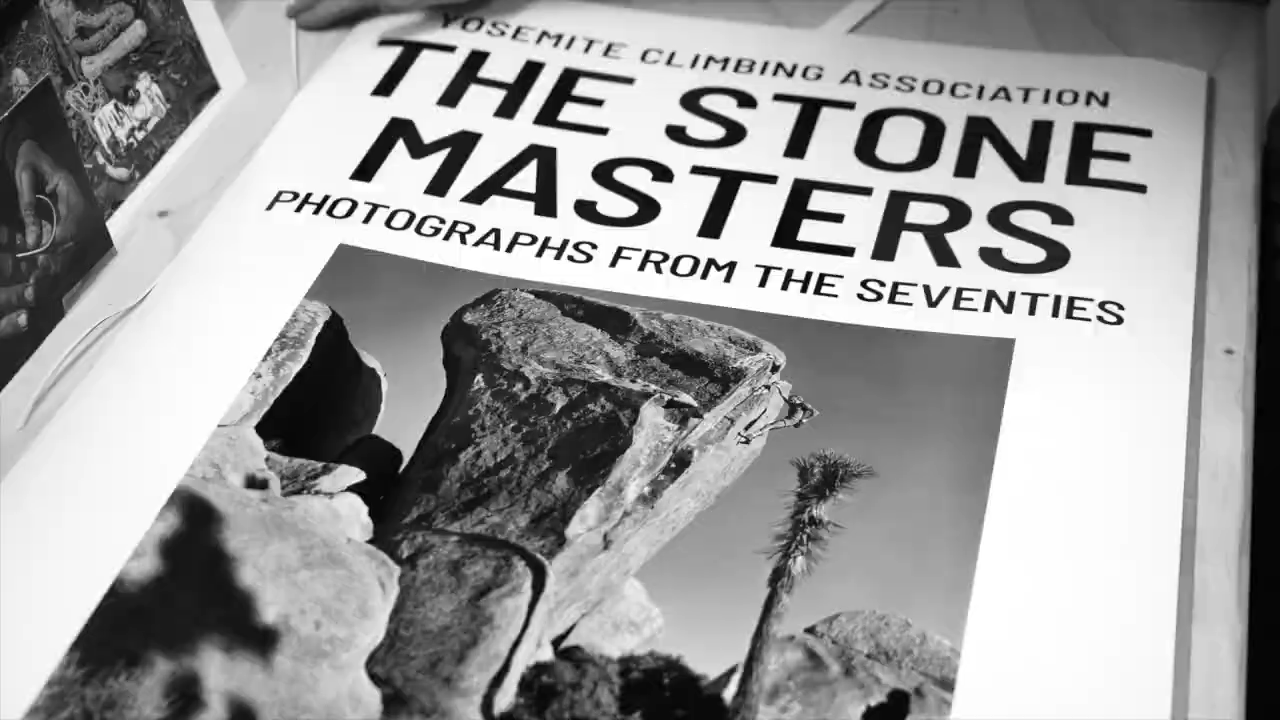 YOSEMITE CLIMBING ASSOCIATION
THE STONE
MASTERS
PHOTOGRAPHS FROM THE SEVENTIES